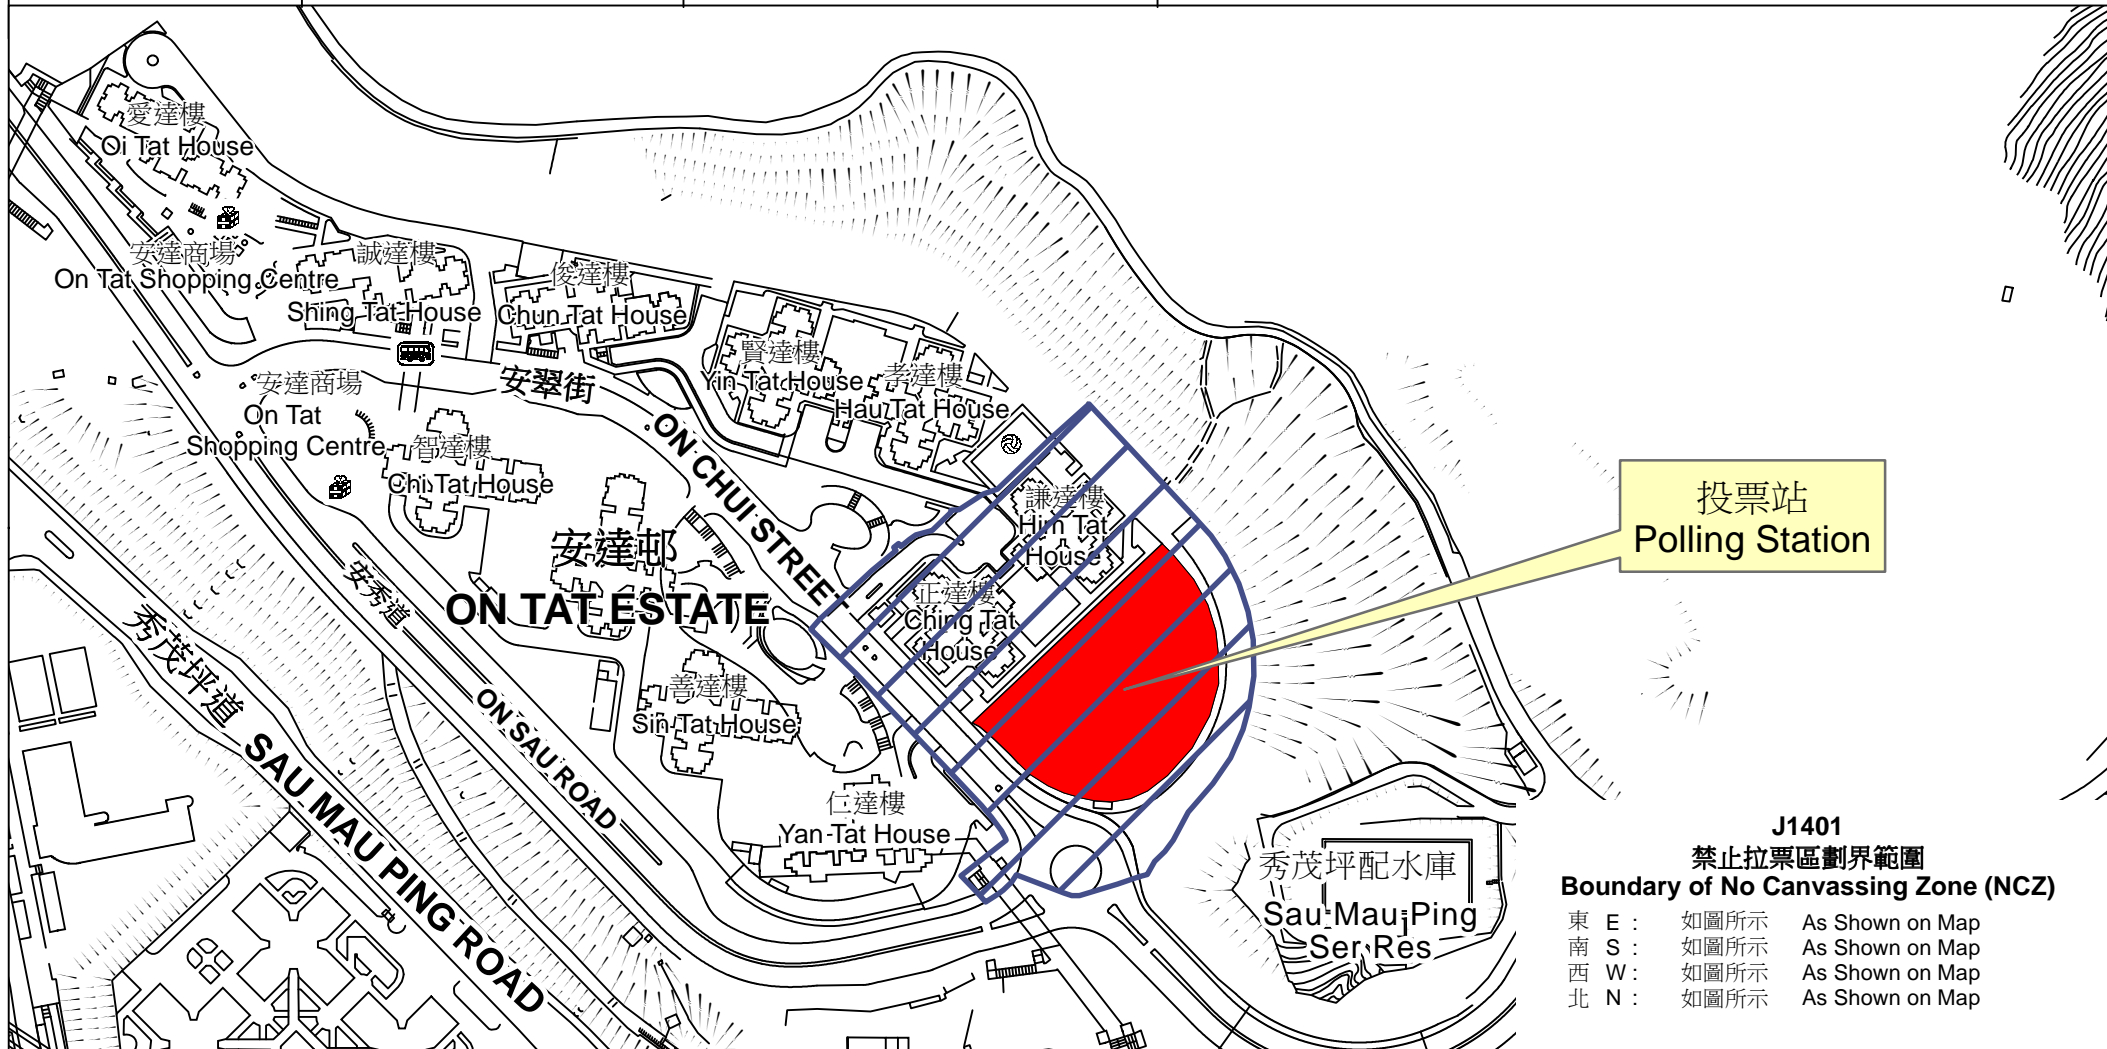 愛達樓
Oi Tat House
安達商場
On Tat Shopping Centre
誠達樓
Shing Tat House
俊達樓
Chun Tat House
賢達樓
Yin Tat House
孝達樓
Hau Tat House
安達商場
On Tat
Shopping Centre
安翠街
ON CHUI STREET
智達樓
Chi Tat House
謙達樓
Him Tat
House
投票站
Polling Station
安達邨
ON TAT ESTATE
正達樓
Ching Tat
House
安秀道
ON SAU ROAD
秀茂坪道
SAU MAU PING ROAD
善達樓
Sin Tat House
仁達樓
Yan Tat House
秀茂坪配水庫
Sau Mau Ping
Ser Res
J1401
禁止拉票區劃界範圍
Boundary of No Canvassing Zone (NCZ)
東 E : 如圖所示 As Shown on Map
南 S : 如圖所示 As Shown on Map
西 W : 如圖所示 As Shown on Map
北 N : 如圖所示 As Shown on Map